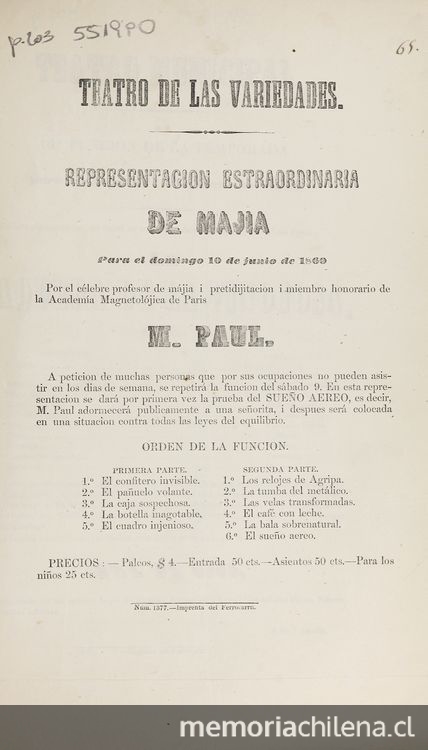 p. 203 551990
65.
TEATRO DE LAS VARIEDADES.
REPRESENTACION ESTRAORDINARIA
DE MAJIA
Para el domingo 10 de junio de 1860
Por el célebre profesor de májia i pretidijitacion i miembro honorario de
la Academía Magnetolójica de Paris
M. PAUL.
A peticion de muchas personas que por sus ocupaciones no pueden asis-
tir en los dias de semana, se repetirá la funcion del sábado 9. En esta repre-
sentacion se dará por primera vez la prueba del SUEÑO AEREO, es decir,
M. Paul adormecerá publicamente a una señorita, i despues será colocada
en una situacion contra todas las leyes del equilibrio.
ORDEN DE LA FUNCION.
PRIMERA PARTE.
1.º El confitero invisible.
2.º El pañuelo volante.
3.º La caja sospechosa.
4.º La botella inagotable.
5.º El cuadro injenioso.
SEGUNDA PARTE.
1.º Los relojes de Agripa.
2.º La tumba del metálico.
3.º Las velas transformadas.
4.º El café con leche.
5.º La bala sobrenatural.
6.º El sueño aereo.
PRECIOS : — Palcos, $ 4.—Entrada 50 cts.—Asientos 50 cts.—Para los
niños 25 cts.
Núm. 1377.—Imprenta del Ferrocarril.
memoriachilena.cl